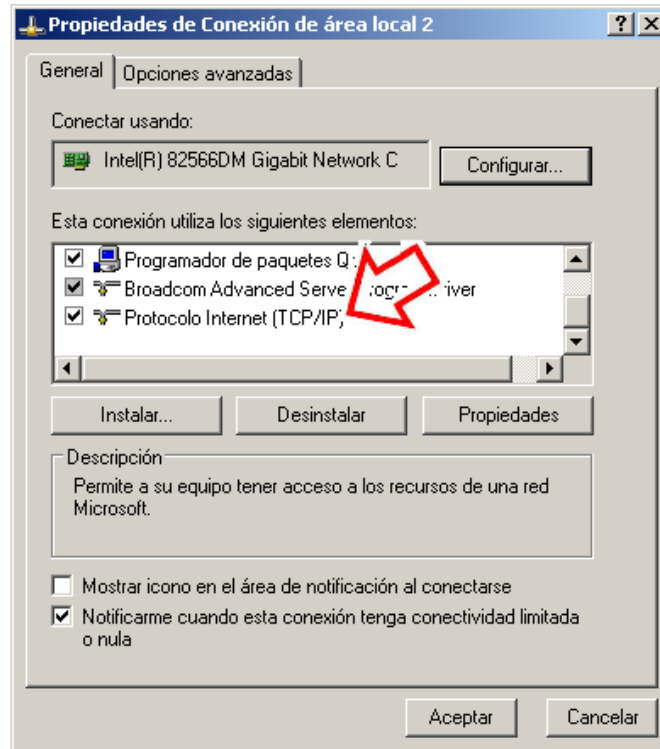 Propiedades de Conexión de área local 2
General
Opciones avanzadas
Conectar usando:
Intel(R) 82566DM Gigabit Network C
Configurar...
Esta conexión utiliza los siguientes elementos:
Programador de paquetes
Broadcom Advanced
Protocolo Internet (TCP/IP)
Instalar...
Desinstalar
Propiedades
Descripción
Permite a su equipo tener acceso a los recursos de una red
Microsoft.
Mostrar icono en el área de notificación al conectarse
Notificarme cuando esta conexión tenga conectividad limitada
o nula
Aceptar
Cancelar